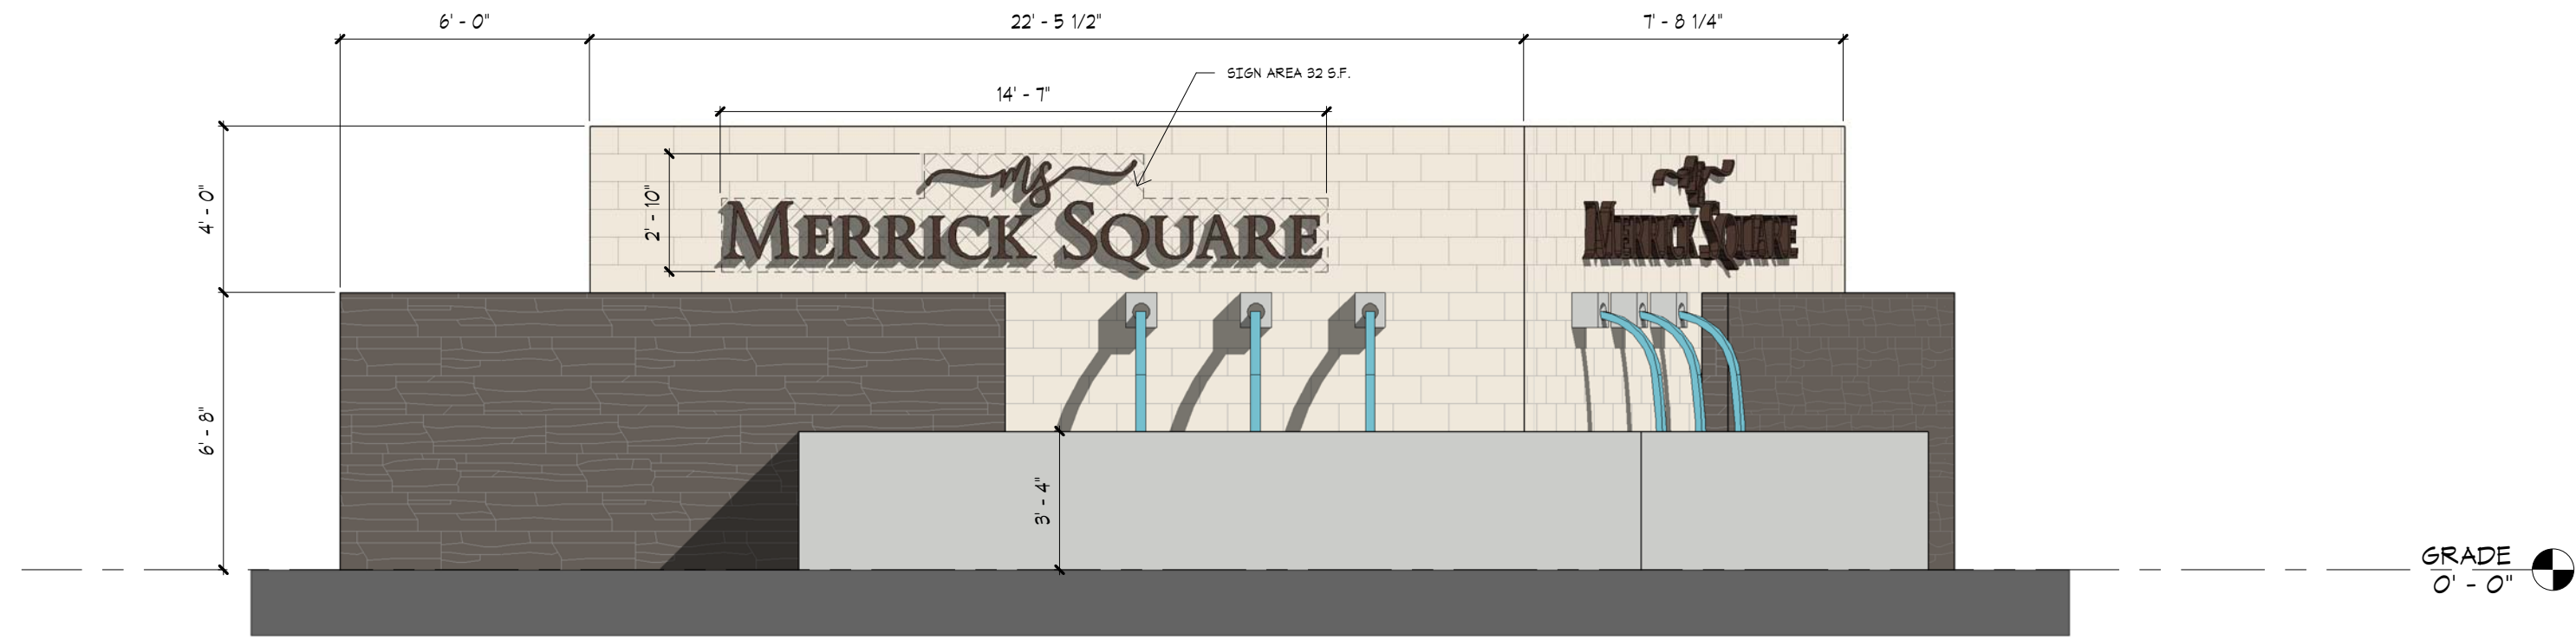 6' - 0"
22' - 5 1/2"
7' - 8 1/4"
SIGN AREA 32 S.F.
14' - 7"
4' - 0"
2' - 10"
ms
MERRICK SQUARE
MERRICK SQUARE
6' - 8"
3' - 4"
GRADE
0' - 0"